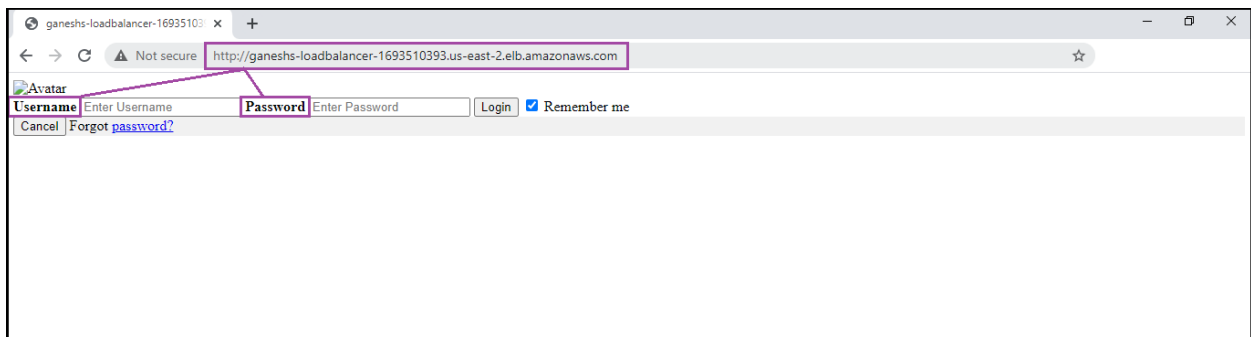 ganeshs-loadbalancer-16935103
Not secure http://ganeshs-loadbalancer-1693510393.us-east-2.elb.amazonaws.com
Avatar
Username Enter Username Password Enter Password Login Remember me
Cancel Forgot password?